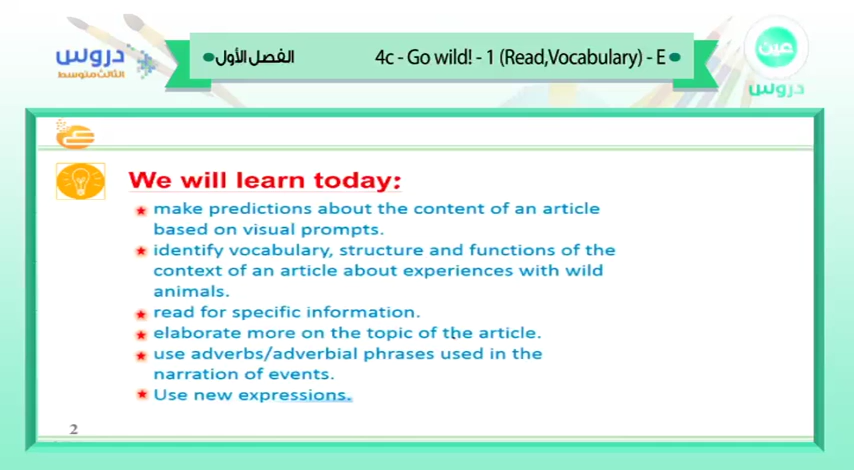 دروس
الثالث متوسط
الفصل الأول
4c - Go wild! - 1 (Read,Vocabulary) - E
عين
دروس
We will learn today:
make predictions about the content of an article
based on visual prompts.
identify vocabulary, structure and functions of the
context of an article about experiences with wild
animals.
read for specific information.
elaborate more on the topic of the article.
use adverbs/adverbial phrases used in the
narration of events.
Use new expressions.
2